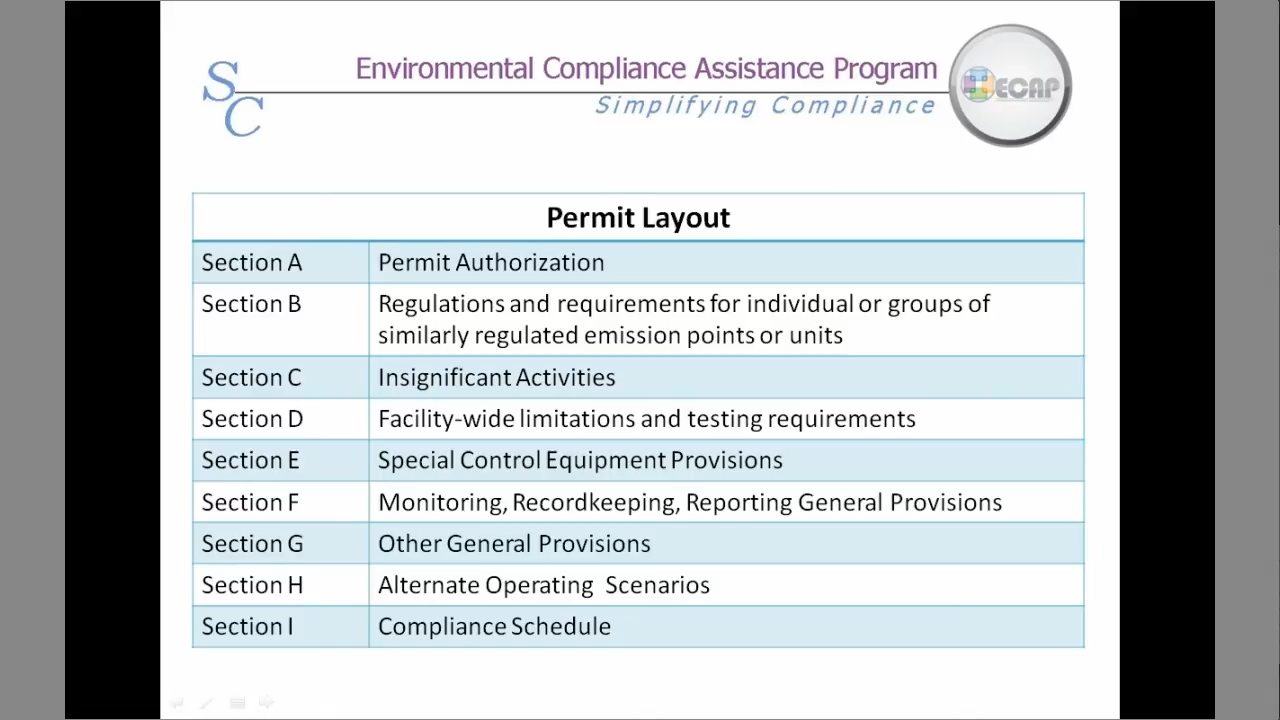 S
C
Environmental Compliance Assistance Program
Simplifying Compliance
ECAP
Permit Layout
Section A Permit Authorization
Section B Regulations and requirements for individual or groups of
similarly regulated emission points or units
Section C Insignificant Activities
Section D Facility-wide limitations and testing requirements
Section E Special Control Equipment Provisions
Section F Monitoring, Recordkeeping, Reporting General Provisions
Section G Other General Provisions
Section H Alternate Operating Scenarios
Section I Compliance Schedule